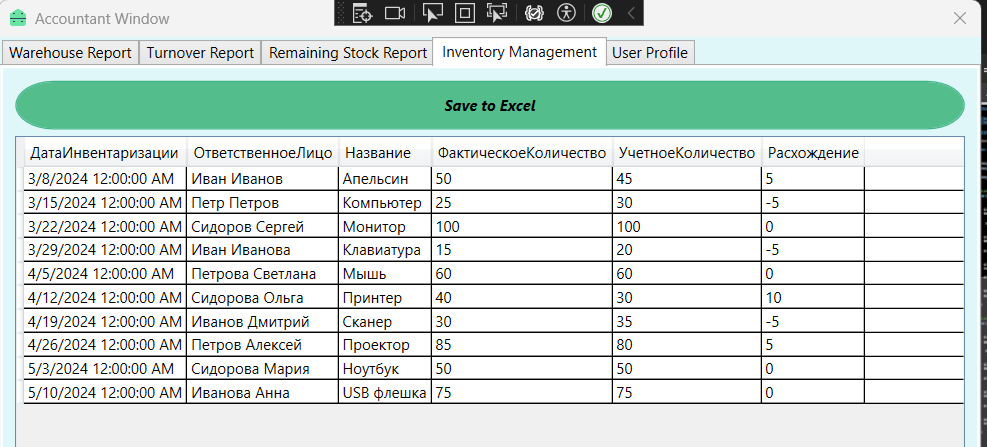 Accountant Window
Warehouse Report Turnover Report Remaining Stock Report Inventory Management User Profile
Save to Excel
ДатаИнвентаризации ОтветственноеЛицо Название ФактическоеКоличество УчетноеКоличество Расхождение
3/8/2024 12:00:00 AM Иван Иванов Апельсин 50 45 5
3/15/2024 12:00:00 AM Петр Петров Компьютер 25 30 -5
3/22/2024 12:00:00 AM Сидоров Сергей Монитор 100 100 0
3/29/2024 12:00:00 AM Иван Иванова Клавиатура 15 20 -5
4/5/2024 12:00:00 AM Петрова Светлана Мышь 60 60 0
4/12/2024 12:00:00 AM Сидорова Ольга Принтер 40 30 10
4/19/2024 12:00:00 AM Иванов Дмитрий Сканер 30 35 -5
4/26/2024 12:00:00 AM Петров Алексей Проектор 85 80 5
5/3/2024 12:00:00 AM Сидорова Мария Ноутбук 50 50 0
5/10/2024 12:00:00 AM Иванова Анна USB флешка 75 75 0